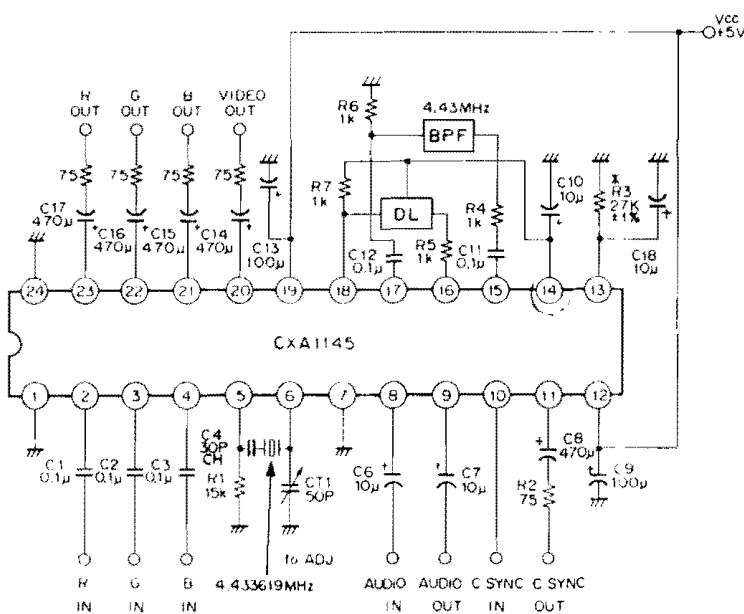 Vcc
+5V
R
OUT
G
OUT
B
OUT
VIDEO
OUT
R6
1k
4.43MHz
BPF
75
75
75
75
R7
1k
DL
R4
1k
C10
10μ
*
R3
27K
±1%
C17
470μ
C16
470μ
C15
470μ
C14
470μ
C13
100μ
C12
0.1μ
R5
1k
C11
0.1μ
C18
10μ
24
23
22
21
20
19
18
17
16
15
14
13
CXA1145
1
2
3
4
5
6
7
8
9
10
11
12
C1
0.1μ
C2
0.1μ
C3
0.1μ
C4
30P
CH
R1
15k
CT1
50P
C6
10μ
C7
10μ
C8
470μ
R2
75
C9
100μ
to ADJ
4.433619MHz
R
IN
G
IN
B
IN
AUDIO
IN
AUDIO
OUT
C SYNC
IN
C SYNC
OUT